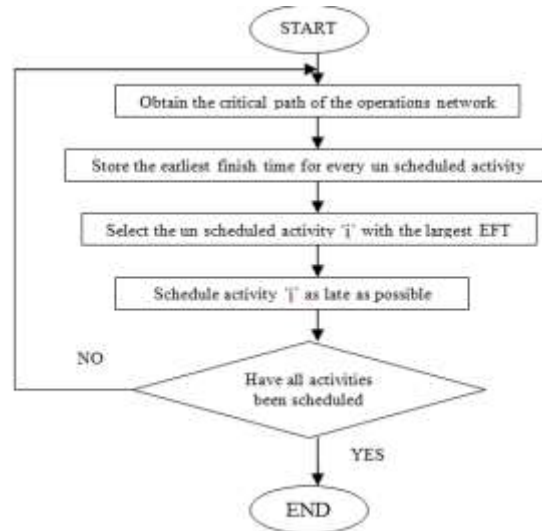 START
Obtain the critical path of the operations network
Store the earliest finish time for every un scheduled activity
Select the un scheduled activity 'i' with the largest EFT
Schedule activity 'i' as late as possible
NO
Have all activities
been scheduled
YES
END